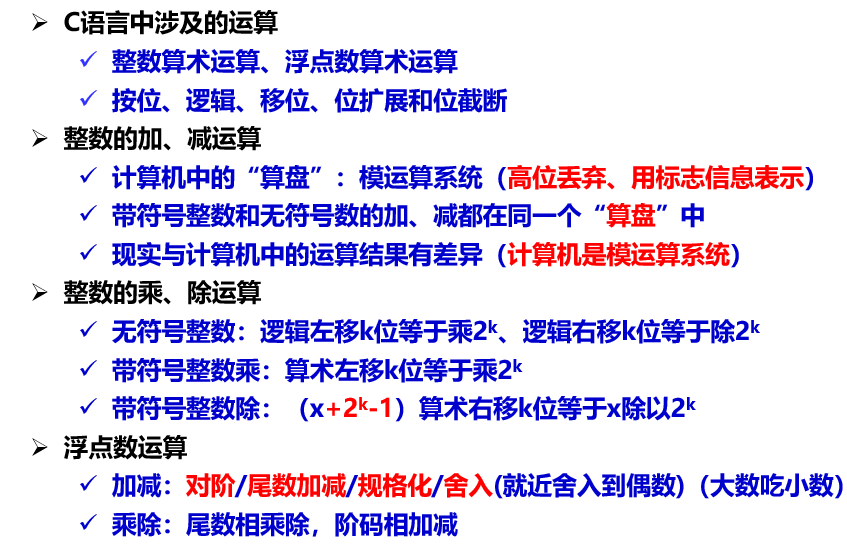 ➢ C语言中涉及的运算
✓ 整数算术运算、浮点数算术运算
✓ 按位、逻辑、移位、位扩展和位截断
➢ 整数的加、减运算
✓ 计算机中的“算盘”：模运算系统（高位丢弃、用标志信息表示）
✓ 带符号整数和无符号数的加、减都在同一个“算盘”中
✓ 现实与计算机中的运算结果有差异（计算机是模运算系统）
➢ 整数的乘、除运算
✓ 无符号整数：逻辑左移k位等于乘2ᵏ、逻辑右移k位等于除2ᵏ
✓ 带符号整数乘：算术左移k位等于乘2ᵏ
✓ 带符号整数除：（x+2ᵏ-1）算术右移k位等于x除以2ᵏ
➢ 浮点数运算
✓ 加减：对阶/尾数加减/规格化/舍入(就近舍入到偶数)（大数吃小数）
✓ 乘除：尾数相乘除，阶码相加减